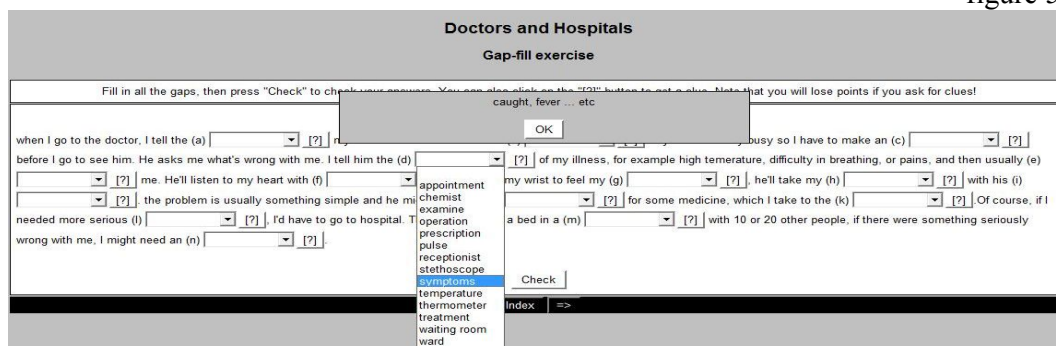 figure 3
Doctors and Hospitals
Gap-fill exercise
Fill in all the gaps, then press "Check" to check your answers. You can also click on the "[?]" button to get a clue. Note that you will lose points if you ask for clues!
caught, fever ... etc
OK
when I go to the doctor, I tell the (a) [?] busy so I have to make an (c) [?]
before I go to see him. He asks me what's wrong with me. I tell him the (d) [?] of my illness, for example high temerature, difficulty in breathing, or pains, and then usually (e)
[?] me. He'll listen to my heart with (f) my wrist to feel my (g) [?] , he'll take my (h) [?] with his (i)
[?] . the problem is usually something simple and he mi [?] for some medicine, which I take to the (k) [?] .Of course, if I
needed more serious (l) [?] , I'd have to go to hospital. T a bed in a (m) [?] with 10 or 20 other people, if there were something seriously
wrong with me, I might need an (n) [?] .
appointment
chemist
examine
operation
prescription
pulse
receptionist
stethoscope
symptoms
temperature
thermometer
treatment
waiting room
ward
Check
Index =>